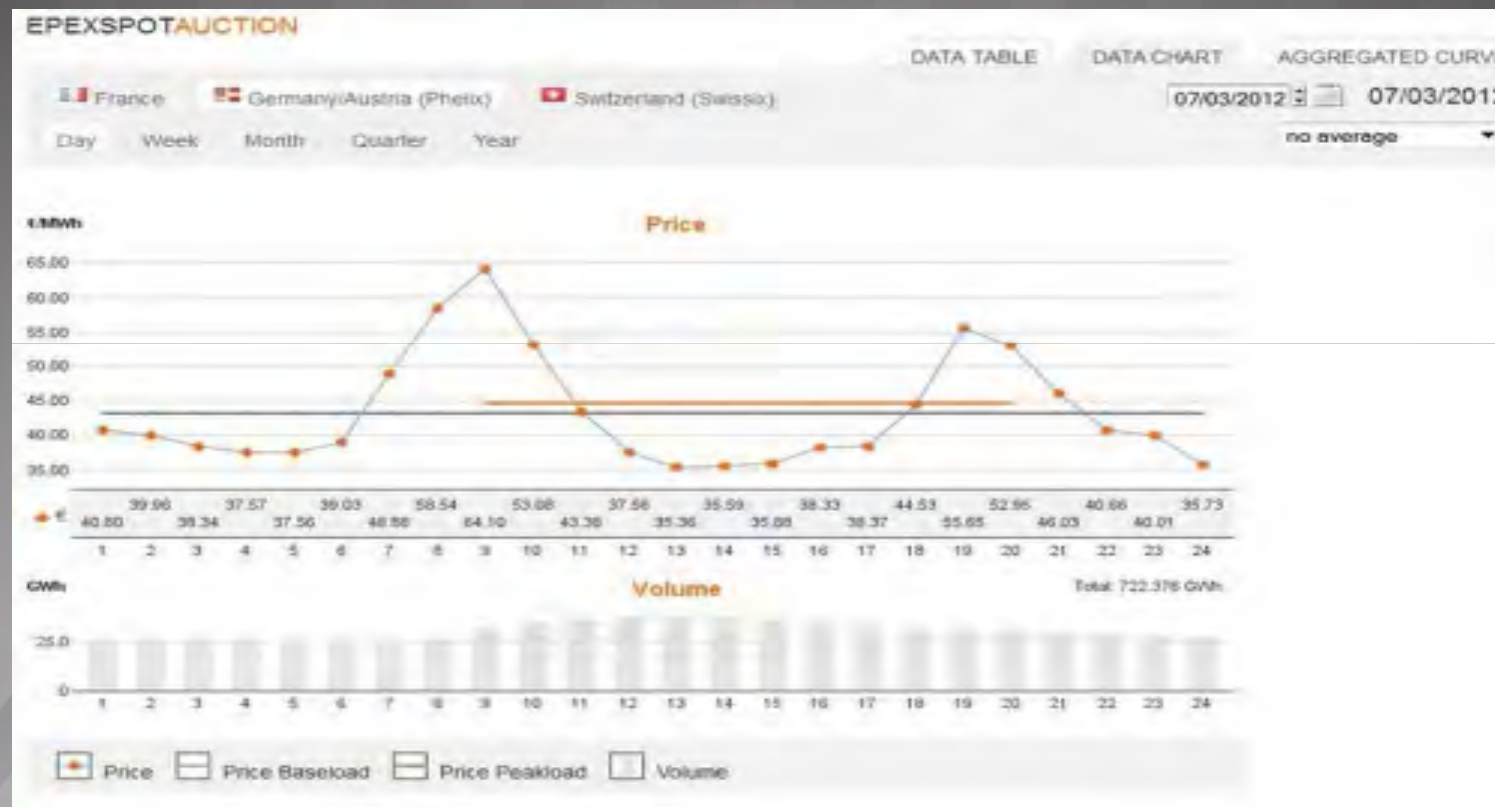 EPEXSPOTAUCTION
DATA TABLE DATA CHART AGGREGATED CURV
France Germany/Austria (Phelix) Switzerland (Swissix)
07/03/2012 07/03/2012
Day Week Month Quarter Year
no average
€/MWh
Price
65.00
60.00
55.00
50.00
45.00
40.00
35.00
39.96 37.57 39.03 58.54 53.08 37.56 35.59 38.33 44.53 52.95 40.66 35.73
€ 40.80 38.34 37.56 64.10 43.36 35.36 38.37 55.65 46.03 40.01
1 2 3 4 5 6 7 8 9 10 11 12 13 14 15 16 17 18 19 20 21 22 23 24
GWh
Volume
Total: 722.376 GWh
25.0
0
1 2 3 4 5 6 7 8 9 10 11 12 13 14 15 16 17 18 19 20 21 22 23 24
Price Price Baseload Price Peakload Volume